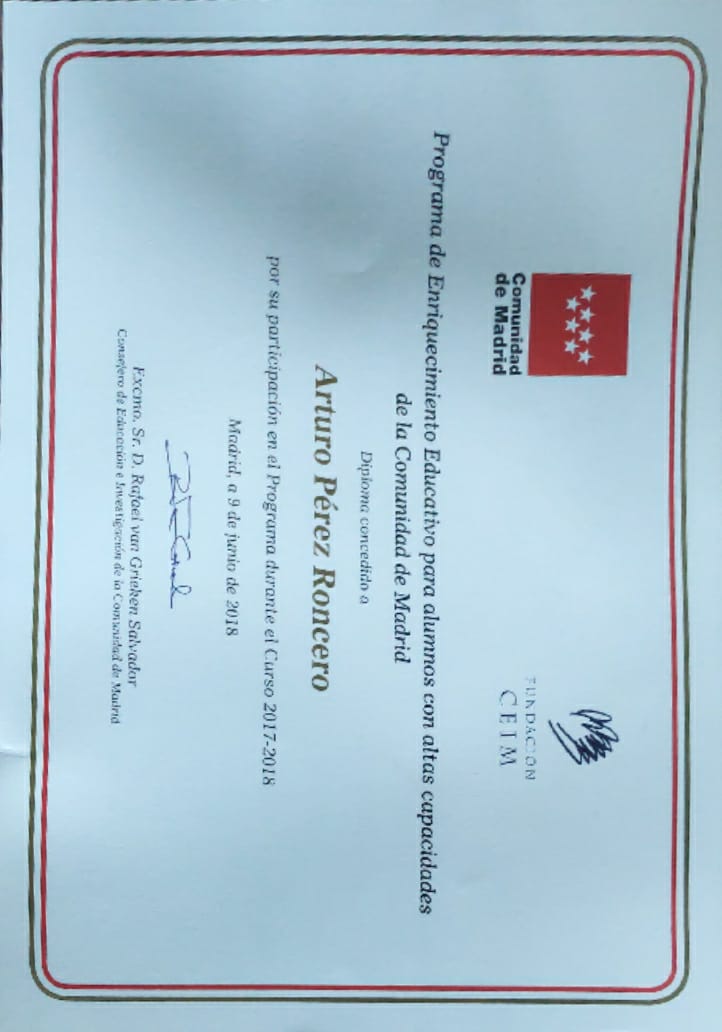 Comunidad
de Madrid
FUNDACIÓN
CEIM
Programa de Enriquecimiento Educativo para alumnos con altas capacidades
de la Comunidad de Madrid
Diploma concedido a
Arturo Pérez Roncero
por su participación en el Programa durante el Curso 2017-2018
Madrid, a 9 de junio de 2018
Excmo. Sr. D. Rafael van Grieken Salvador
Consejero de Educación e Investigación de la Comunidad de Madrid